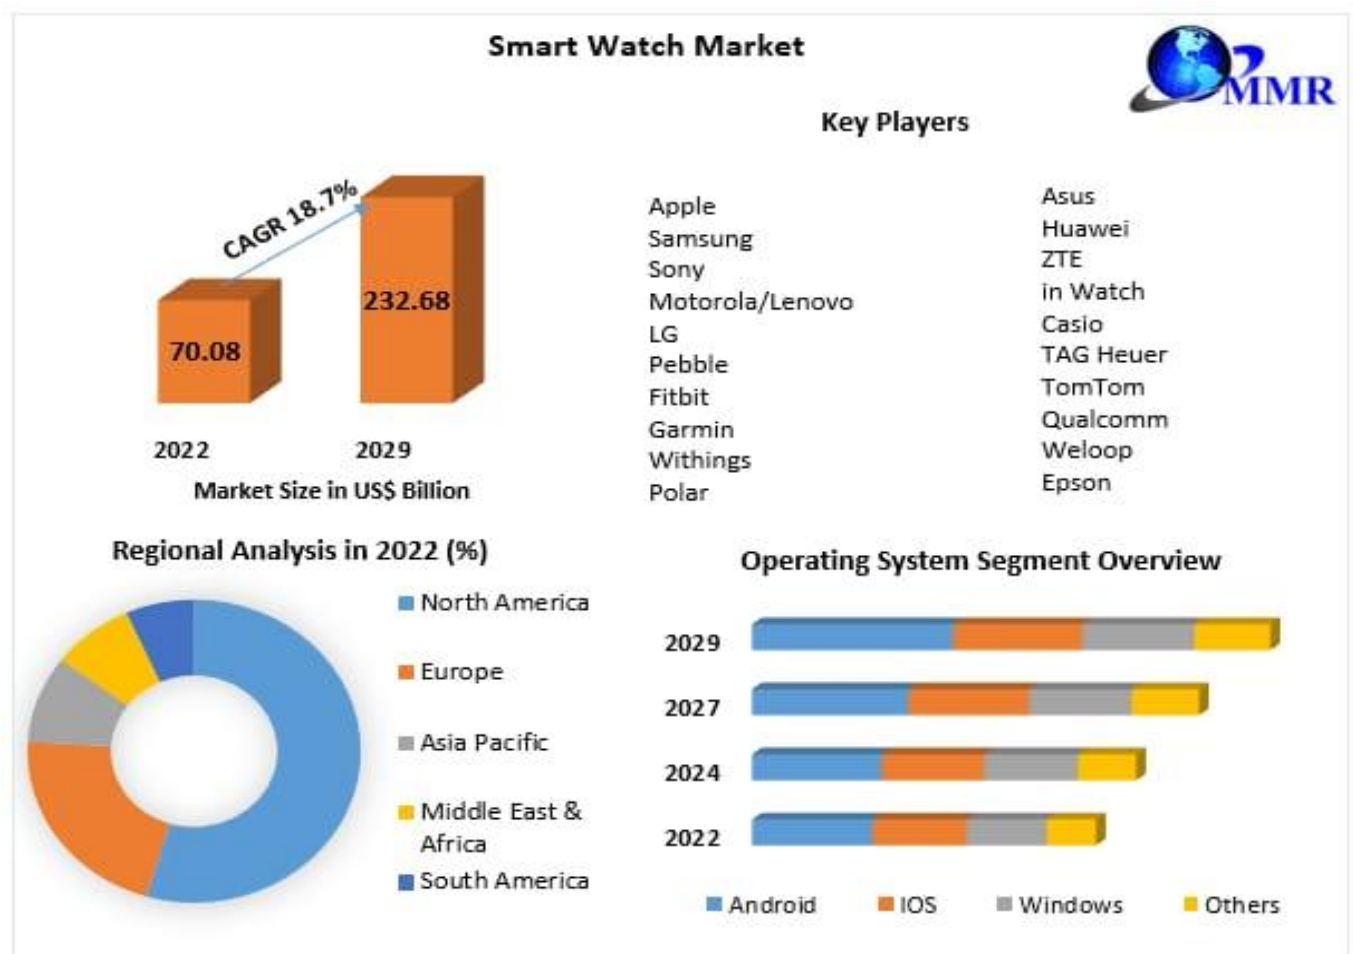 Smart Watch Market
MMR
Key Players
CAGR 18.7%
70.08
232.68
2022
2029
Market Size in US$ Billion
Apple
Samsung
Sony
Motorola/Lenovo
LG
Pebble
Fitbit
Garmin
Withings
Polar
Asus
Huawei
ZTE
in Watch
Casio
TAG Heuer
TomTom
Qualcomm
Weloop
Epson
Regional Analysis in 2022 (%)
North America
Europe
Asia Pacific
Middle East &
Africa
South America
Operating System Segment Overview
2029
2027
2024
2022
Android
IOS
Windows
Others